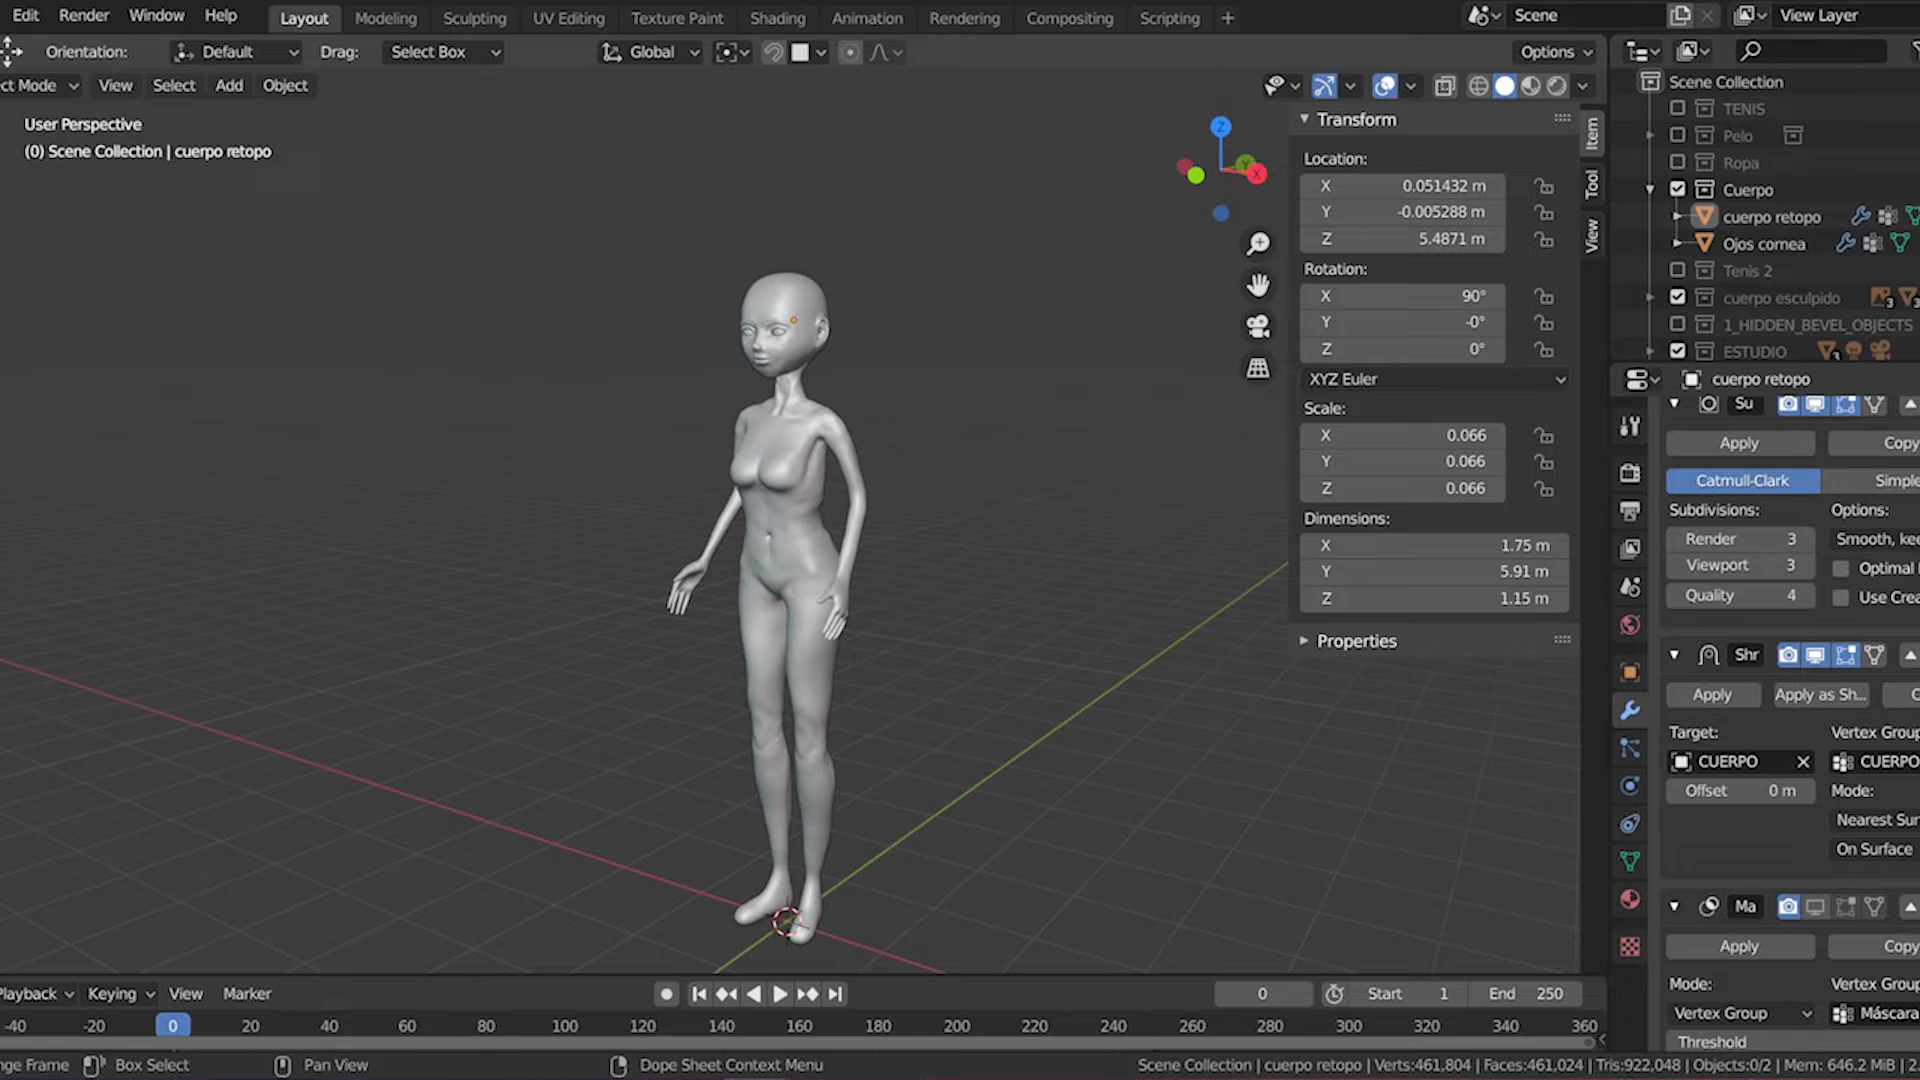 Edit Render Window Help Layout Modeling Sculpting UV Editing Texture Paint Shading Animation Rendering Compositing Scripting + Scene View Layer
Orientation: Default Drag: Select Box Global Options
ct Mode View Select Add Object
User Perspective
(0) Scene Collection | cuerpo retopo
Z
Y
X
Transform
Location:
X 0.051432 m
Y -0.005288 m
Z 5.4871 m
Rotation:
X 90°
Y -0°
Z 0°
XYZ Euler
Scale:
X 0.066
Y 0.066
Z 0.066
Dimensions:
X 1.75 m
Y 5.91 m
Z 1.15 m
Properties
Item
Tool
View
Scene Collection
TENIS
Pelo
Ropa
Cuerpo
cuerpo retopo
Ojos cornea
Tenis 2
cuerpo esculpido 3
1_HIDDEN_BEVEL_OBJECTS
ESTUDIO 3
cuerpo retopo
Su
Apply Copy
Catmull-Clark Simple
Subdivisions: Options:
Render 3 Smooth, kee
Viewport 3 Optimal
Quality 4 Use Crea
Shr
Apply Apply as Sh... C
Target: Vertex Group
CUERPO CUERPO
Offset 0 m Mode:
Nearest Sur
On Surface
Ma
Apply Copy
Mode: Vertex Group
Vertex Group Máscara
Threshold
Playback Keying View Marker 0 Start 1 End 250
-40 -20 0 20 40 60 80 100 120 140 160 180 200 220 240 260 280 300 320 340 360
nge Frame Box Select Pan View Dope Sheet Context Menu Scene Collection | cuerpo retopo | Verts:461,804 | Faces:461,024 | Tris:922,048 | Objects:0/2 | Mem: 646.2 MiB | 2.